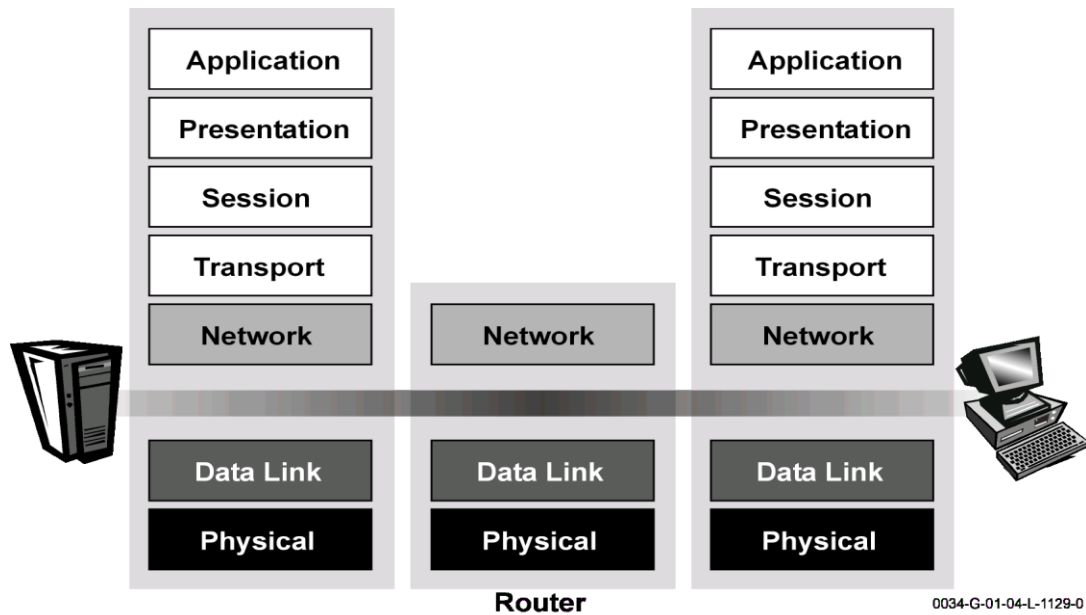 Application
Presentation
Session
Transport
Network
Data Link
Physical
Network
Data Link
Physical
Router
Application
Presentation
Session
Transport
Network
Data Link
Physical
0034-G-01-04-L-1129-0